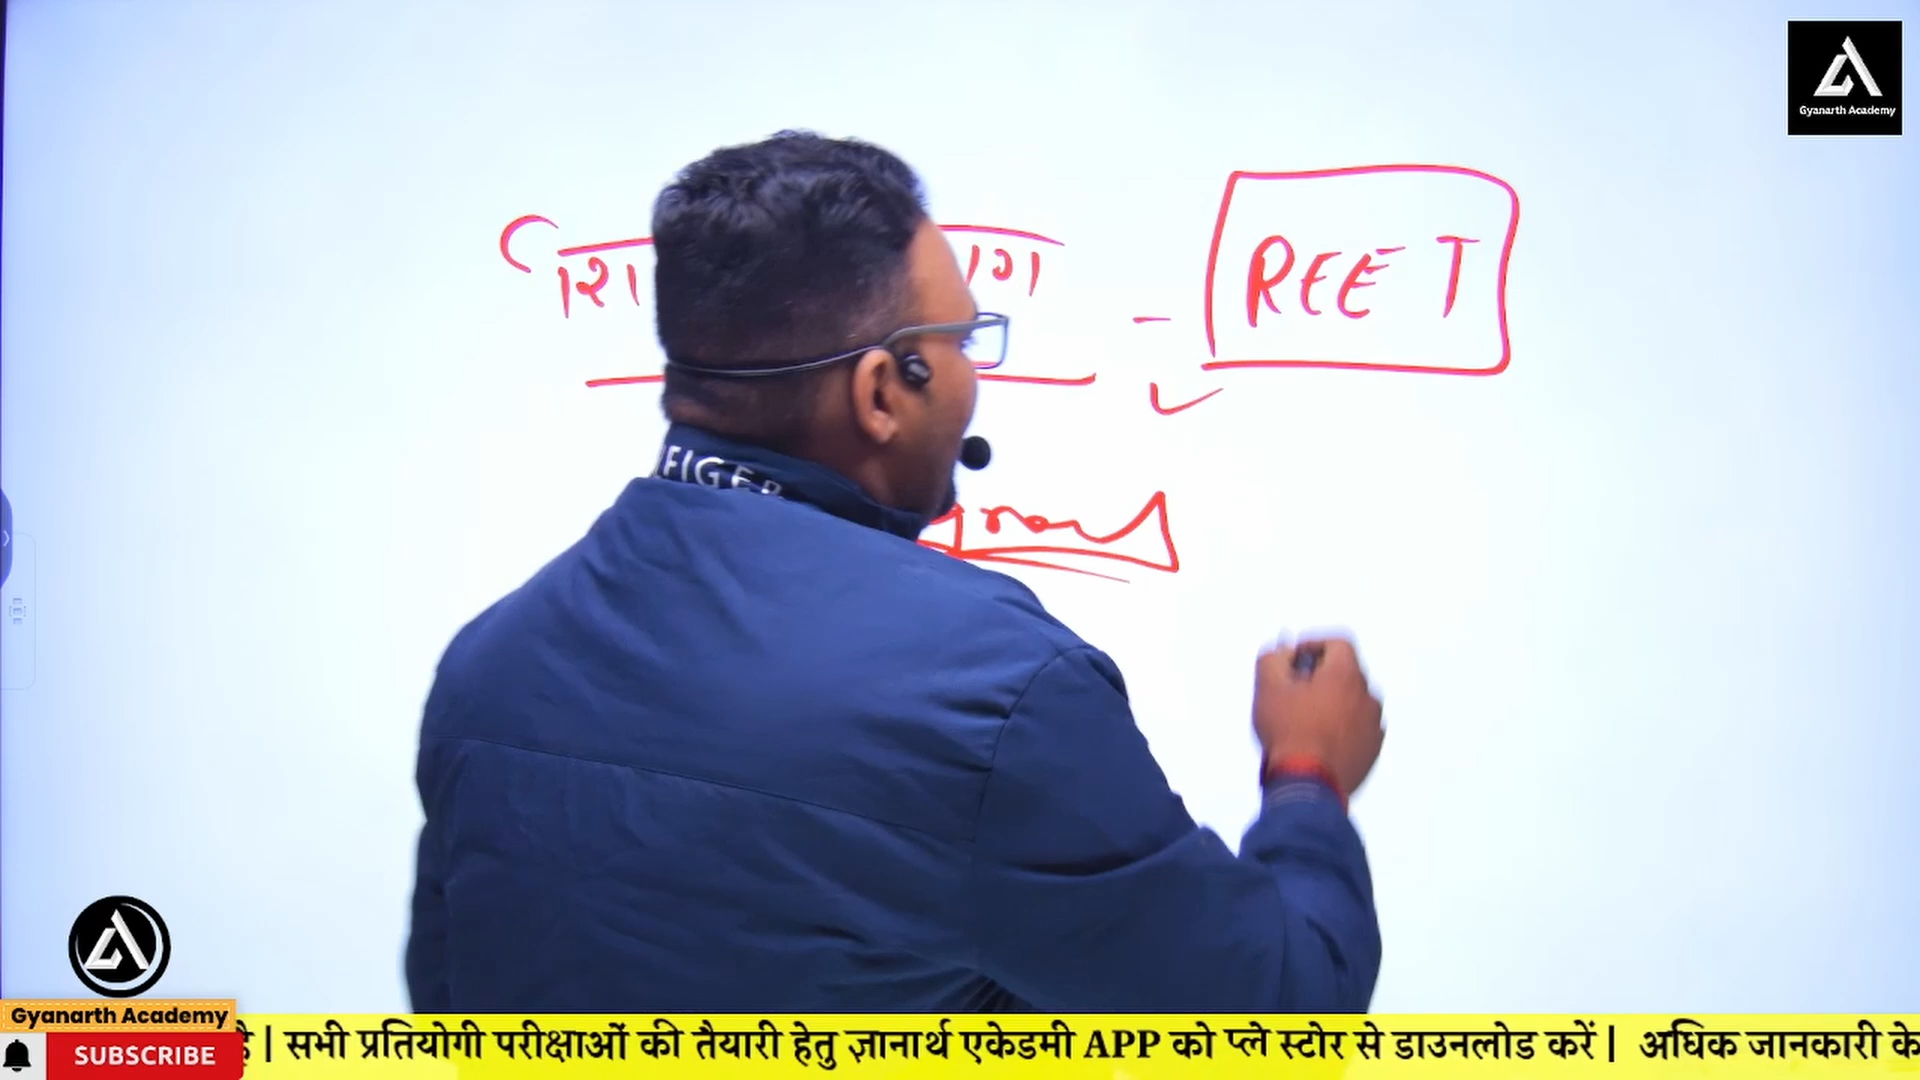 Gyanarth Academy
REET
Gyanarth Academy
SUBSCRIBE
है | सभी प्रतियोगी परीक्षाओं की तैयारी हेतु ज्ञानार्थ एकेडमी APP को प्ले स्टोर से डाउनलोड करें | अधिक जानकारी के